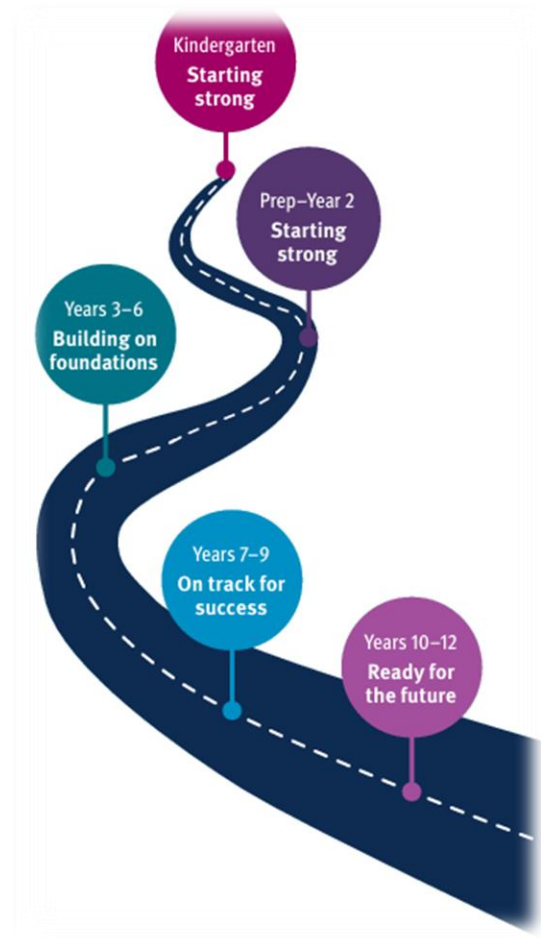 Kindergarten
Starting
strong
Prep–Year 2
Starting
strong
Years 3–6
Building on
foundations
Years 7–9
On track for
success
Years 10–12
Ready for
the future